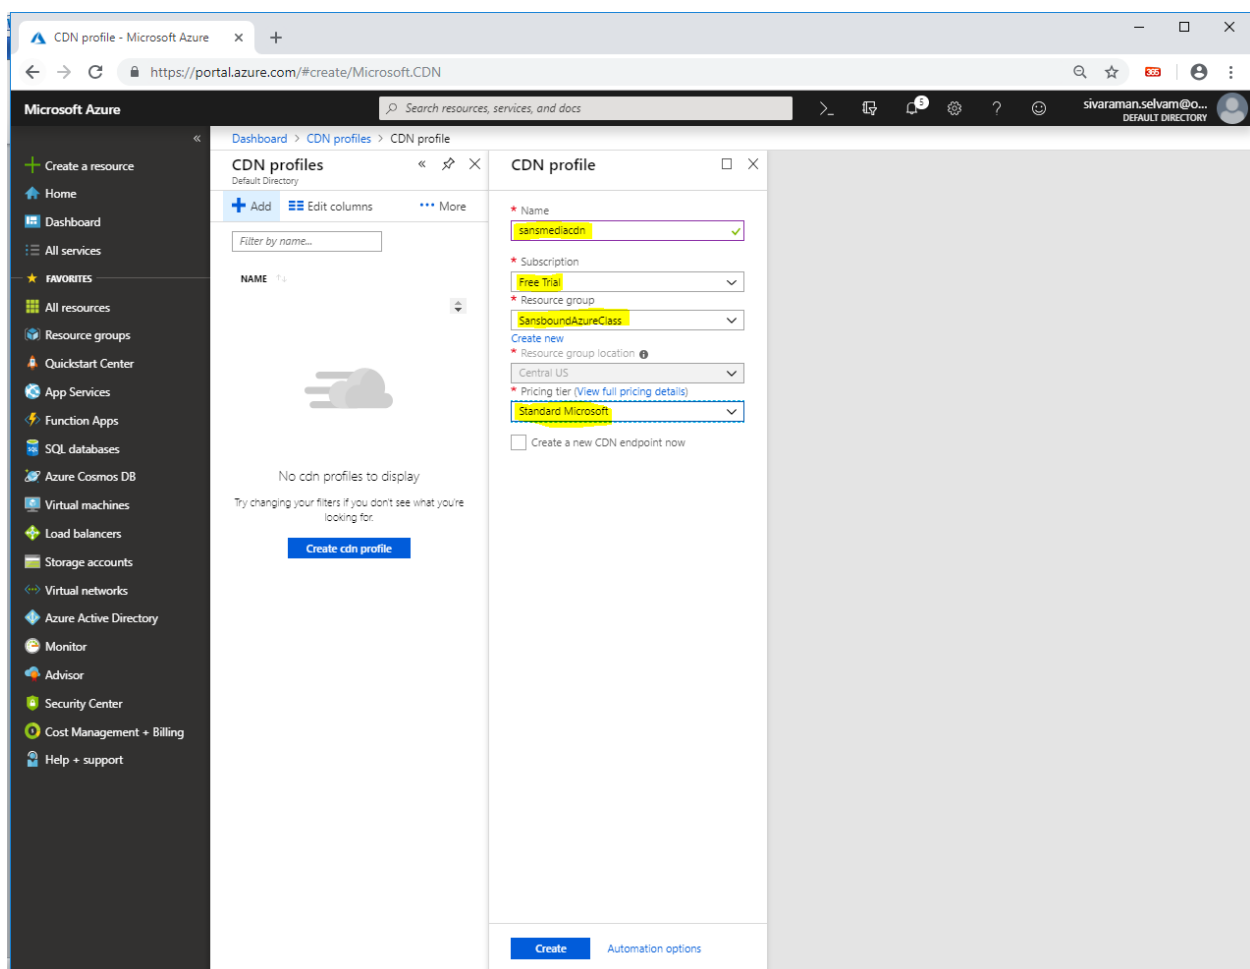 CDN profile - Microsoft Azure
https://portal.azure.com/#create/Microsoft.CDN
365
Microsoft Azure
Search resources, services, and docs
5
sivaraman.selvam@o...
DEFAULT DIRECTORY
Create a resource
Home
Dashboard
All services
FAVORITES
All resources
Resource groups
Quickstart Center
App Services
Function Apps
SQL databases
Azure Cosmos DB
Virtual machines
Load balancers
Storage accounts
Virtual networks
Azure Active Directory
Monitor
Advisor
Security Center
Cost Management + Billing
Help + support
Dashboard > CDN profiles > CDN profile
CDN profiles
Default Directory
Add
Edit columns
More
Filter by name...
NAME
No cdn profiles to display
Try changing your filters if you don't see what you're
looking for.
Create cdn profile
CDN profile
* Name
sansmediacdn
* Subscription
Free Trial
* Resource group
SansboundAzureClass
Create new
* Resource group location
Central US
* Pricing tier (View full pricing details)
Standard Microsoft
Create a new CDN endpoint now
Create
Automation options